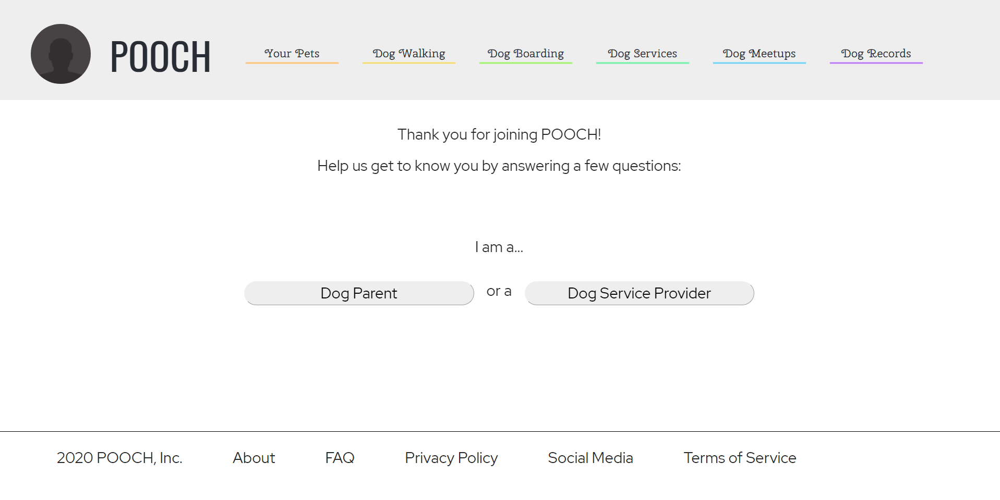 POOCH
Your Pets
Dog Walking
Dog Boarding
Dog Services
Dog Meetups
Dog Records
Thank you for joining POOCH!
Help us get to know you by answering a few questions:
I am a...
Dog Parent or a Dog Service Provider
2020 POOCH, Inc. About FAQ Privacy Policy Social Media Terms of Service